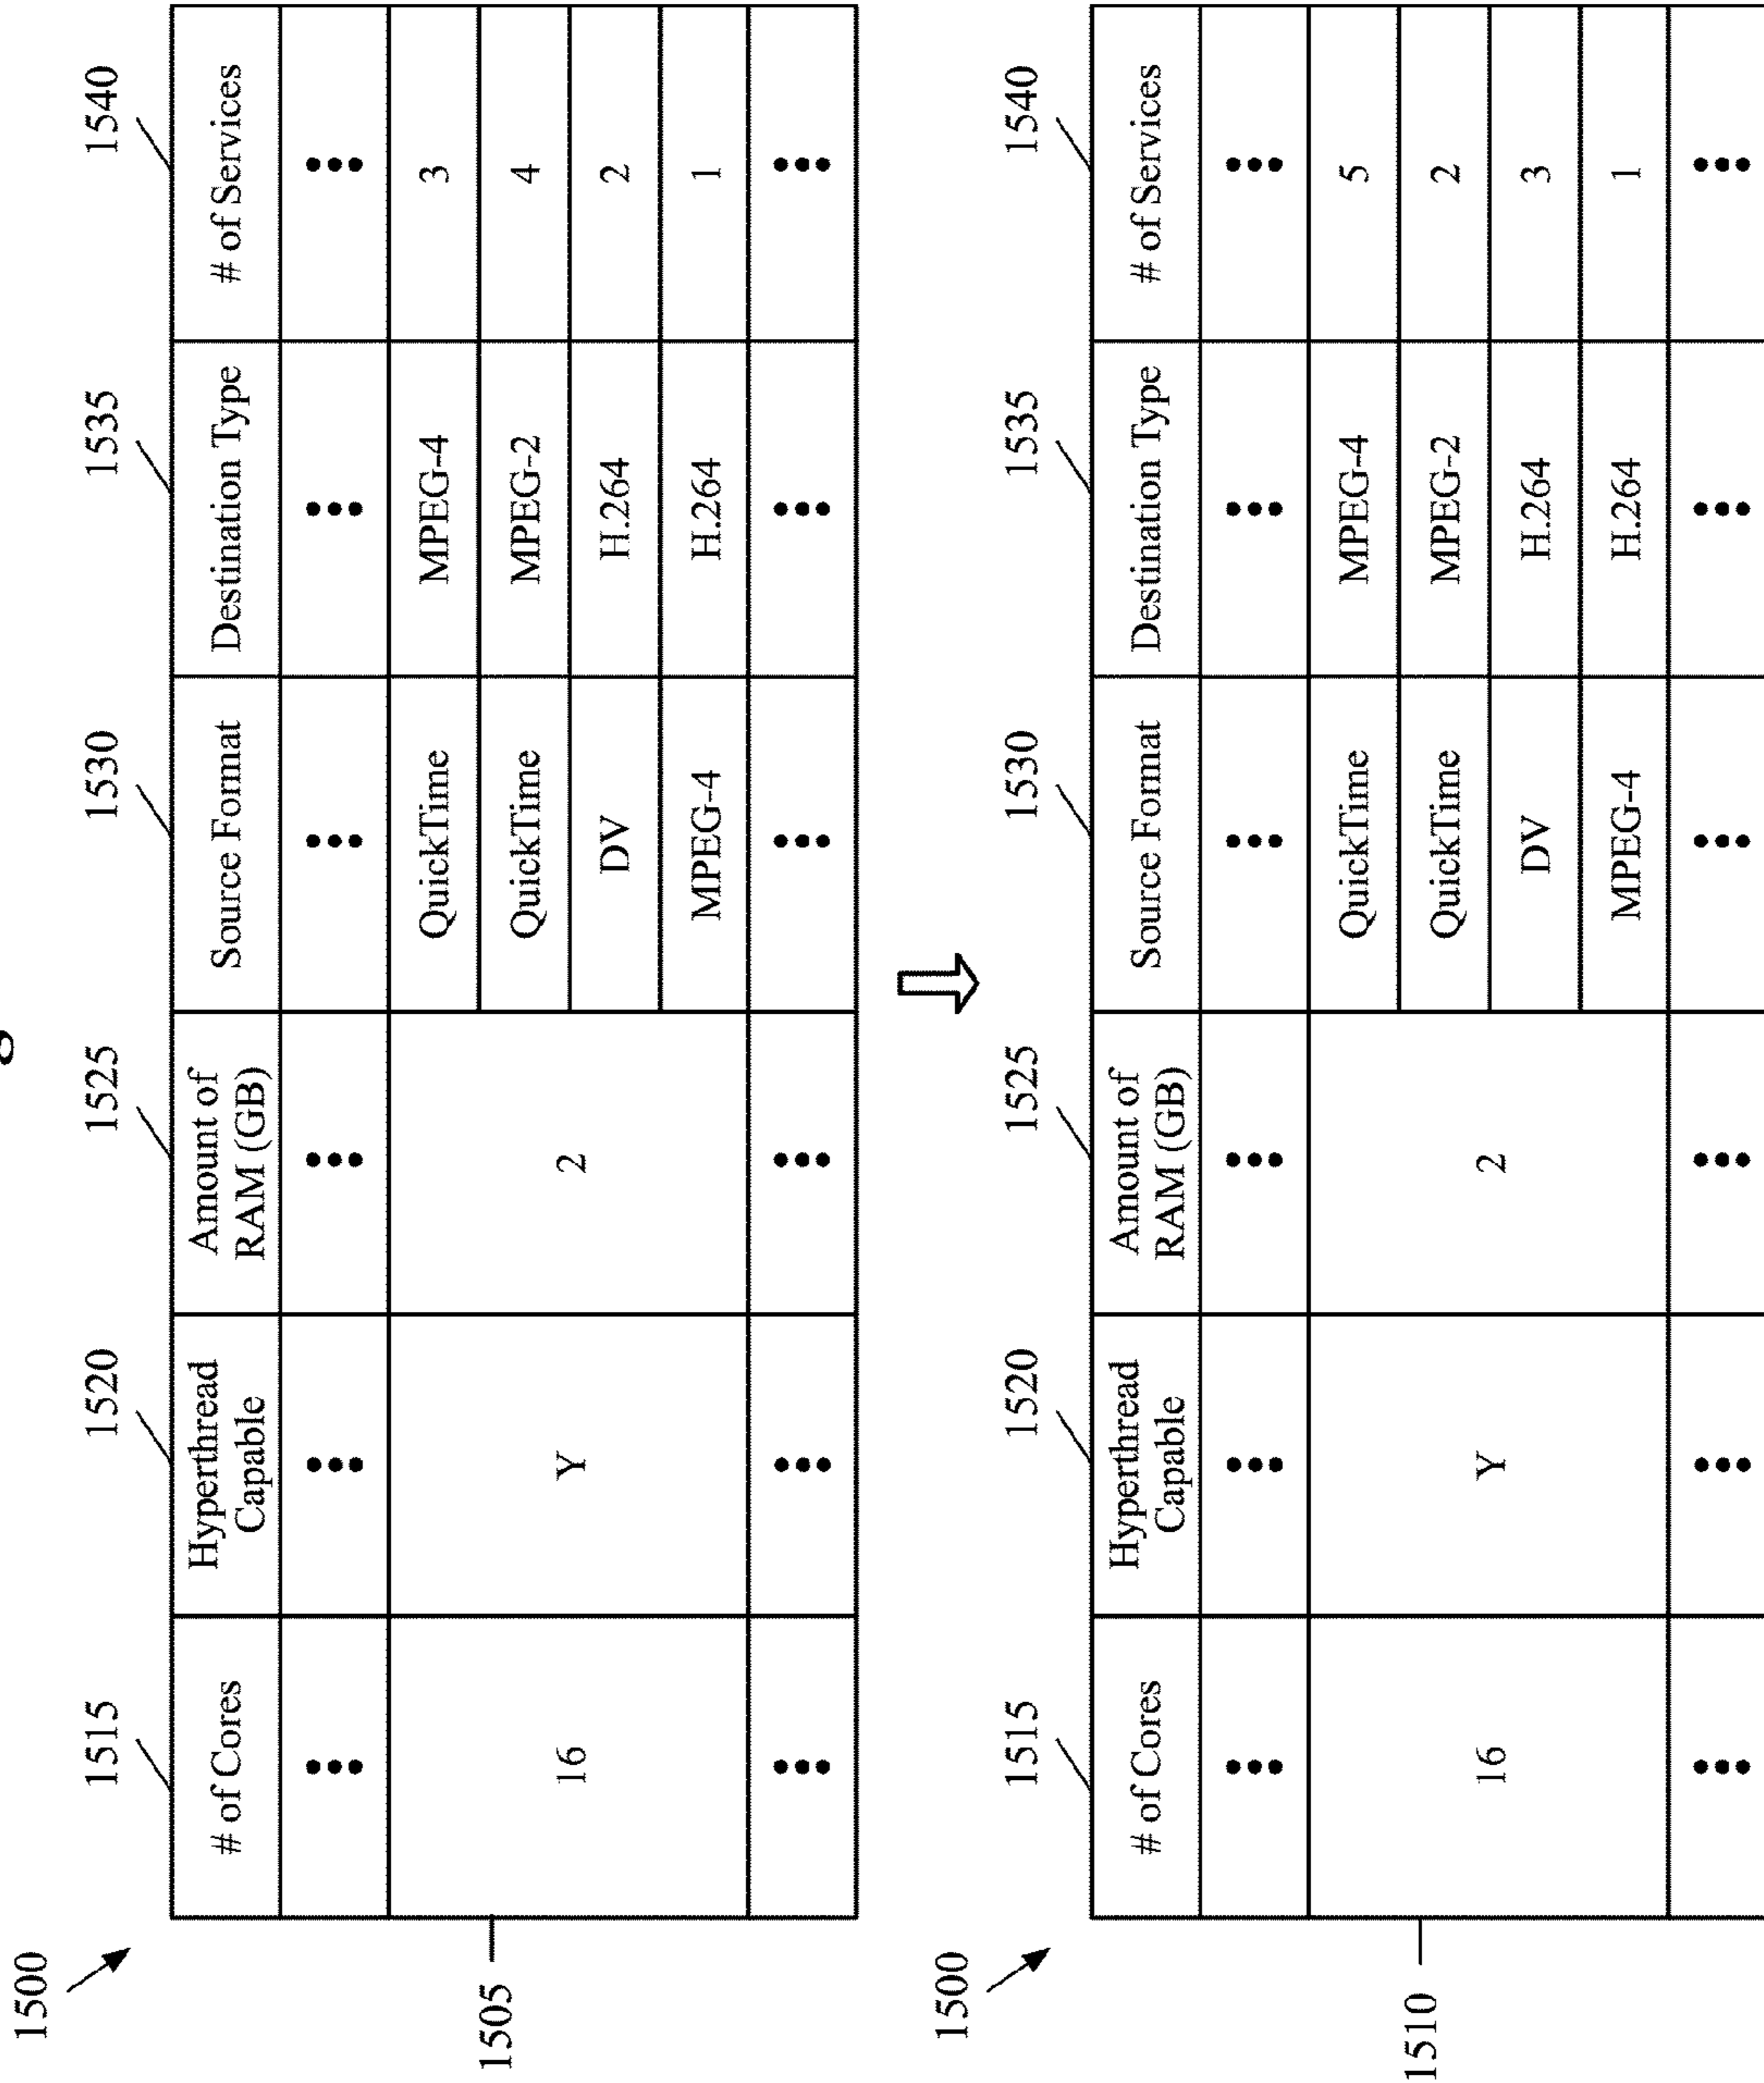 1500
1515 1520 1525 1530 1535 1540
# of Cores Hyperthread Capable Amount of RAM (GB) Source Format Destination Type # of Services
1505
16 Y 2
QuickTime MPEG-4 3
QuickTime MPEG-2 4
DV H.264 2
MPEG-4 H.264 1
1500
1515 1520 1525 1530 1535 1540
# of Cores Hyperthread Capable Amount of RAM (GB) Source Format Destination Type # of Services
1510
16 Y 2
QuickTime MPEG-4 5
QuickTime MPEG-2 2
DV H.264 3
MPEG-4 H.264 1